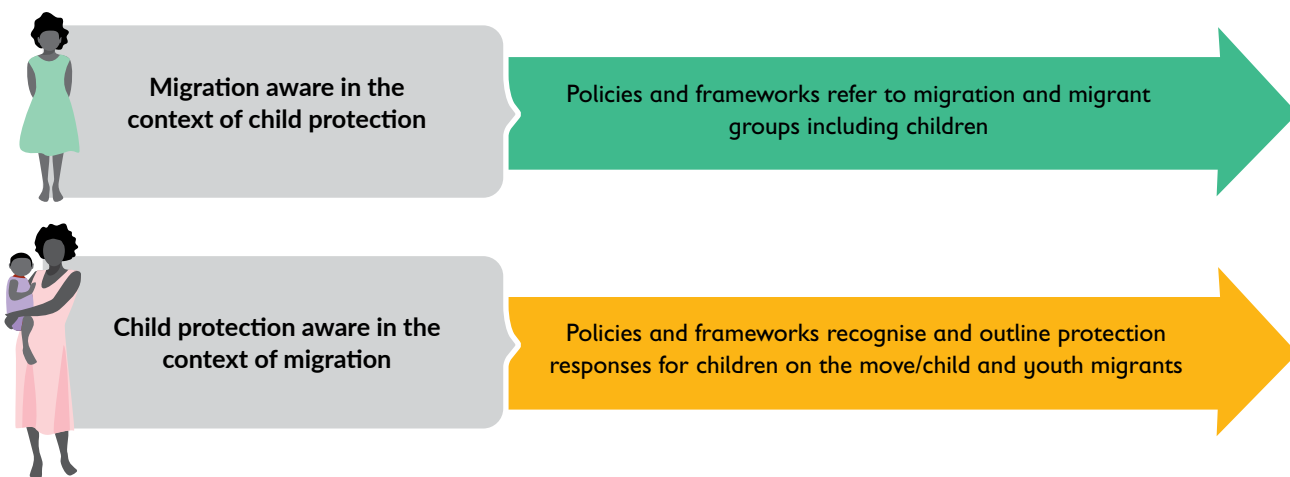 Migration aware in the
context of child protection
Policies and frameworks refer to migration and migrant
groups including children
Child protection aware in the
context of migration
Policies and frameworks recognise and outline protection
responses for children on the move/child and youth migrants